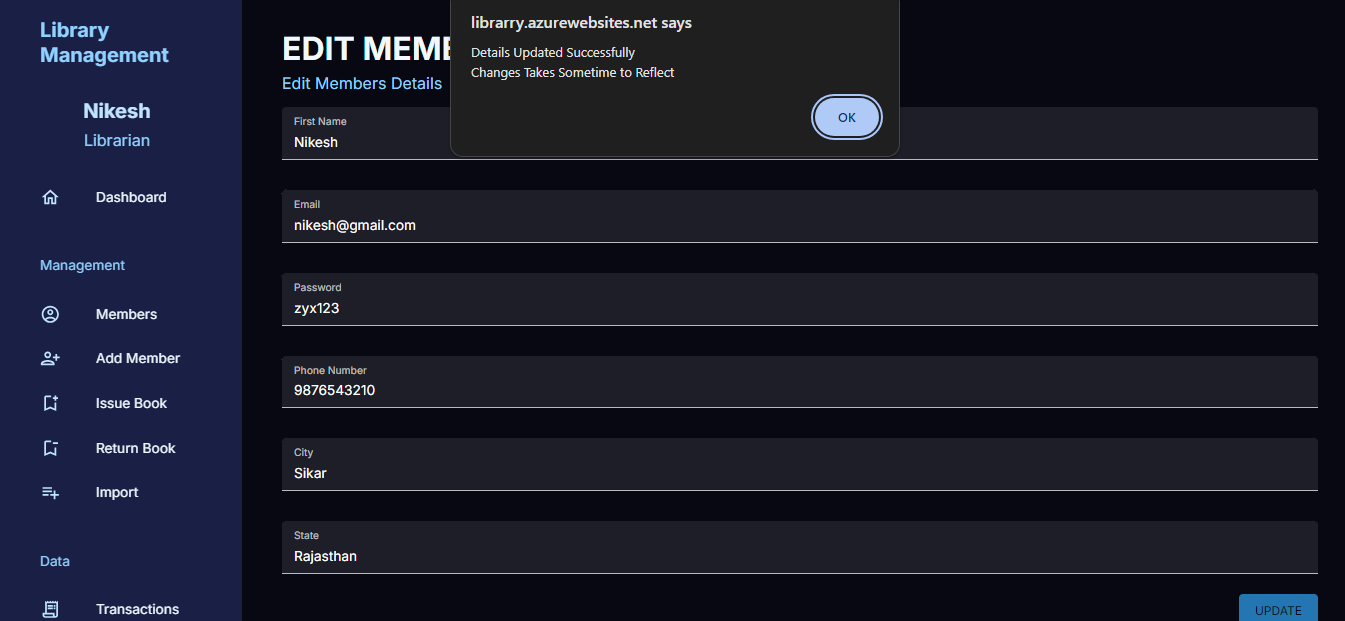 Library
Management
Nikesh
Librarian
Dashboard
Management
Members
Add Member
Issue Book
Return Book
Import
Data
Transactions
librarry.azurewebsites.net says
Details Updated Successfully
Changes Takes Sometime to Reflect
OK
EDIT
Edit Members Details
First Name
Nikesh
Email
nikesh@gmail.com
Password
zyx123
Phone Number
9876543210
City
Sikar
State
Rajasthan
UPDATE